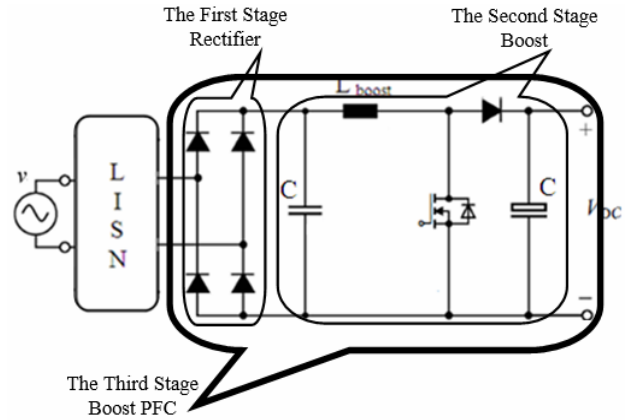 The First Stage
Rectifier
The Second Stage
Boost
L boost
v
L
I
S
N
C
C
+
V DC
−
The Third Stage
Boost PFC